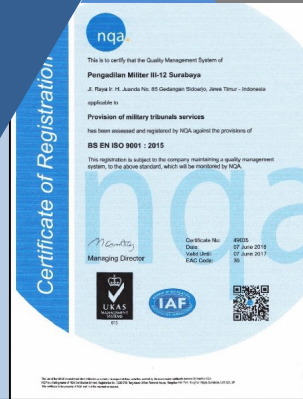 Certificate of Registration
nqa.
This is to certify that the Quality Management System of
Pengadilan Militer III-12 Surabaya
Jl. Raya Ir. H. Juanda No. 85 Gedangan Sidoarjo, Jawa Timur - Indonesia
applicable to
Provision of military tribunals services
has been assessed and registered by NQA against the provisions of
BS EN ISO 9001 : 2015
This registration is subject to the company maintaining a quality management
system, to the above standard, which will be monitored by NQA.
nqa
Managing Director
Certificate No:
Date: 07 June 2016
Valid Until: 07 June 2017
EAC Code:
UKAS
MANAGEMENT
SYSTEMS
IAF